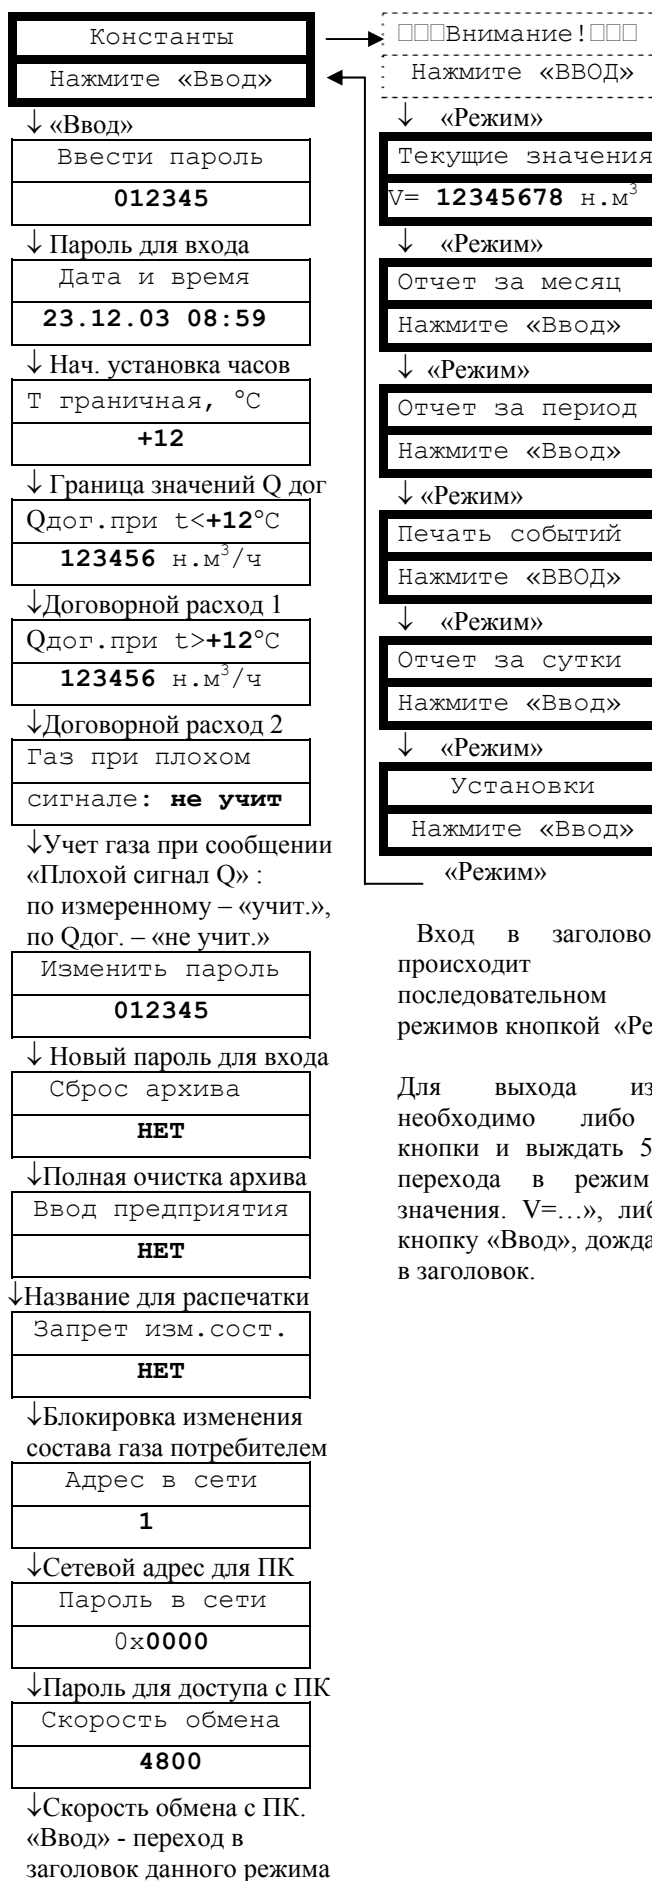 Константы
Нажмите «Ввод»
↓ «Ввод»
Ввести пароль
012345
↓ Пароль для входа
Дата и время
23.12.03 08:59
↓ Нач. установка часов
Т граничная, °С
+12
↓ Граница значений Q дог
Qдог.при t<+12°С
123456 н.м³/ч
↓Договорной расход 1
Qдог.при t>+12°С
123456 н.м³/ч
↓Договорной расход 2
Газ при плохом
сигнале: не учит
↓Учет газа при сообщении
«Плохой сигнал Q» :
по измеренному – «учит.»,
по Qдог. – «не учит.»
Изменить пароль
012345
↓ Новый пароль для входа
Сброс архива
НЕТ
↓Полная очистка архива
Ввод предприятия
НЕТ
↓Название для распечатки
Запрет изм.сост.
НЕТ
↓Блокировка изменения
состава газа потребителем
Адрес в сети
1
↓Сетевой адрес для ПК
Пароль в сети
0x0000
↓Пароль для доступа с ПК
Скорость обмена
4800
↓Скорость обмена с ПК.
«Ввод» - переход в
заголовок данного режима
□□□Внимание!□□□
Нажмите «ВВОД»
↓ «Режим»
Текущие значения
V= 12345678 н.м³
↓ «Режим»
Отчет за месяц
Нажмите «Ввод»
↓ «Режим»
Отчет за период
Нажмите «Ввод»
↓ «Режим»
Печать событий
Нажмите «ВВОД»
↓ «Режим»
Отчет за сутки
Нажмите «Ввод»
↓ «Режим»
Установки
Нажмите «Ввод»
«Режим»
Вход в заголово
происходит
последовательном
режимов кнопкой «Ре
Для выхода из
необходимо либо
кнопки и выждать 5
перехода в режим
значения. V=…», либ
кнопку «Ввод», дожда
в заголовок.